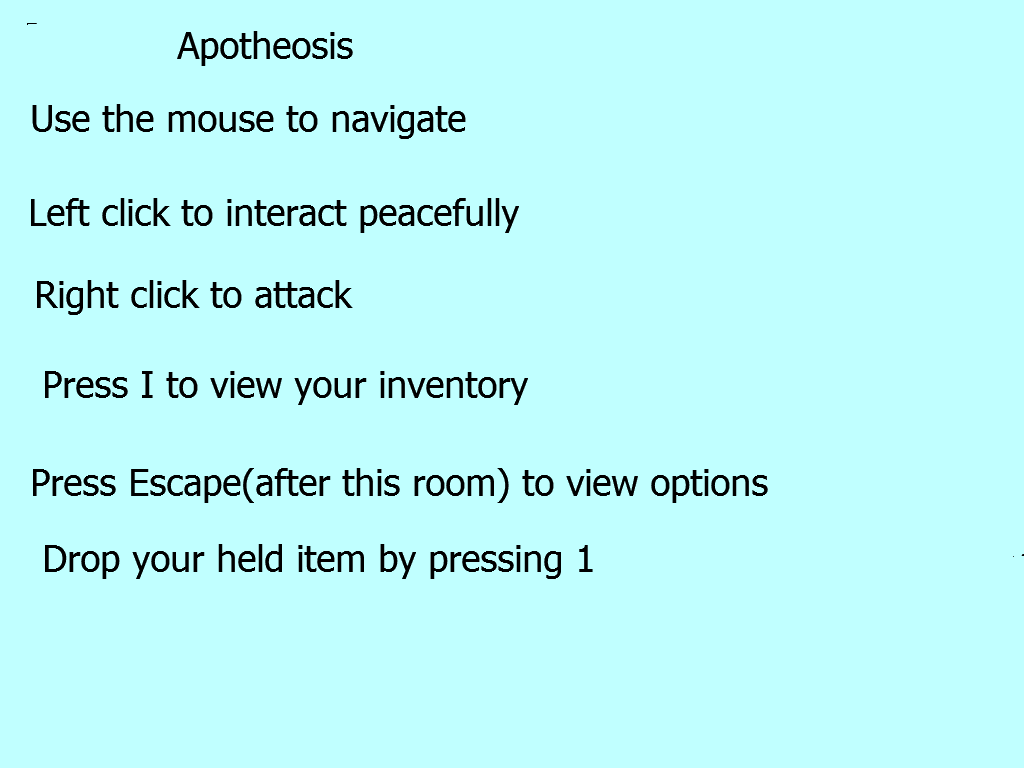 Apotheosis
Use the mouse to navigate
Left click to interact peacefully
Right click to attack
Press I to view your inventory
Press Escape(after this room) to view options
Drop your held item by pressing 1